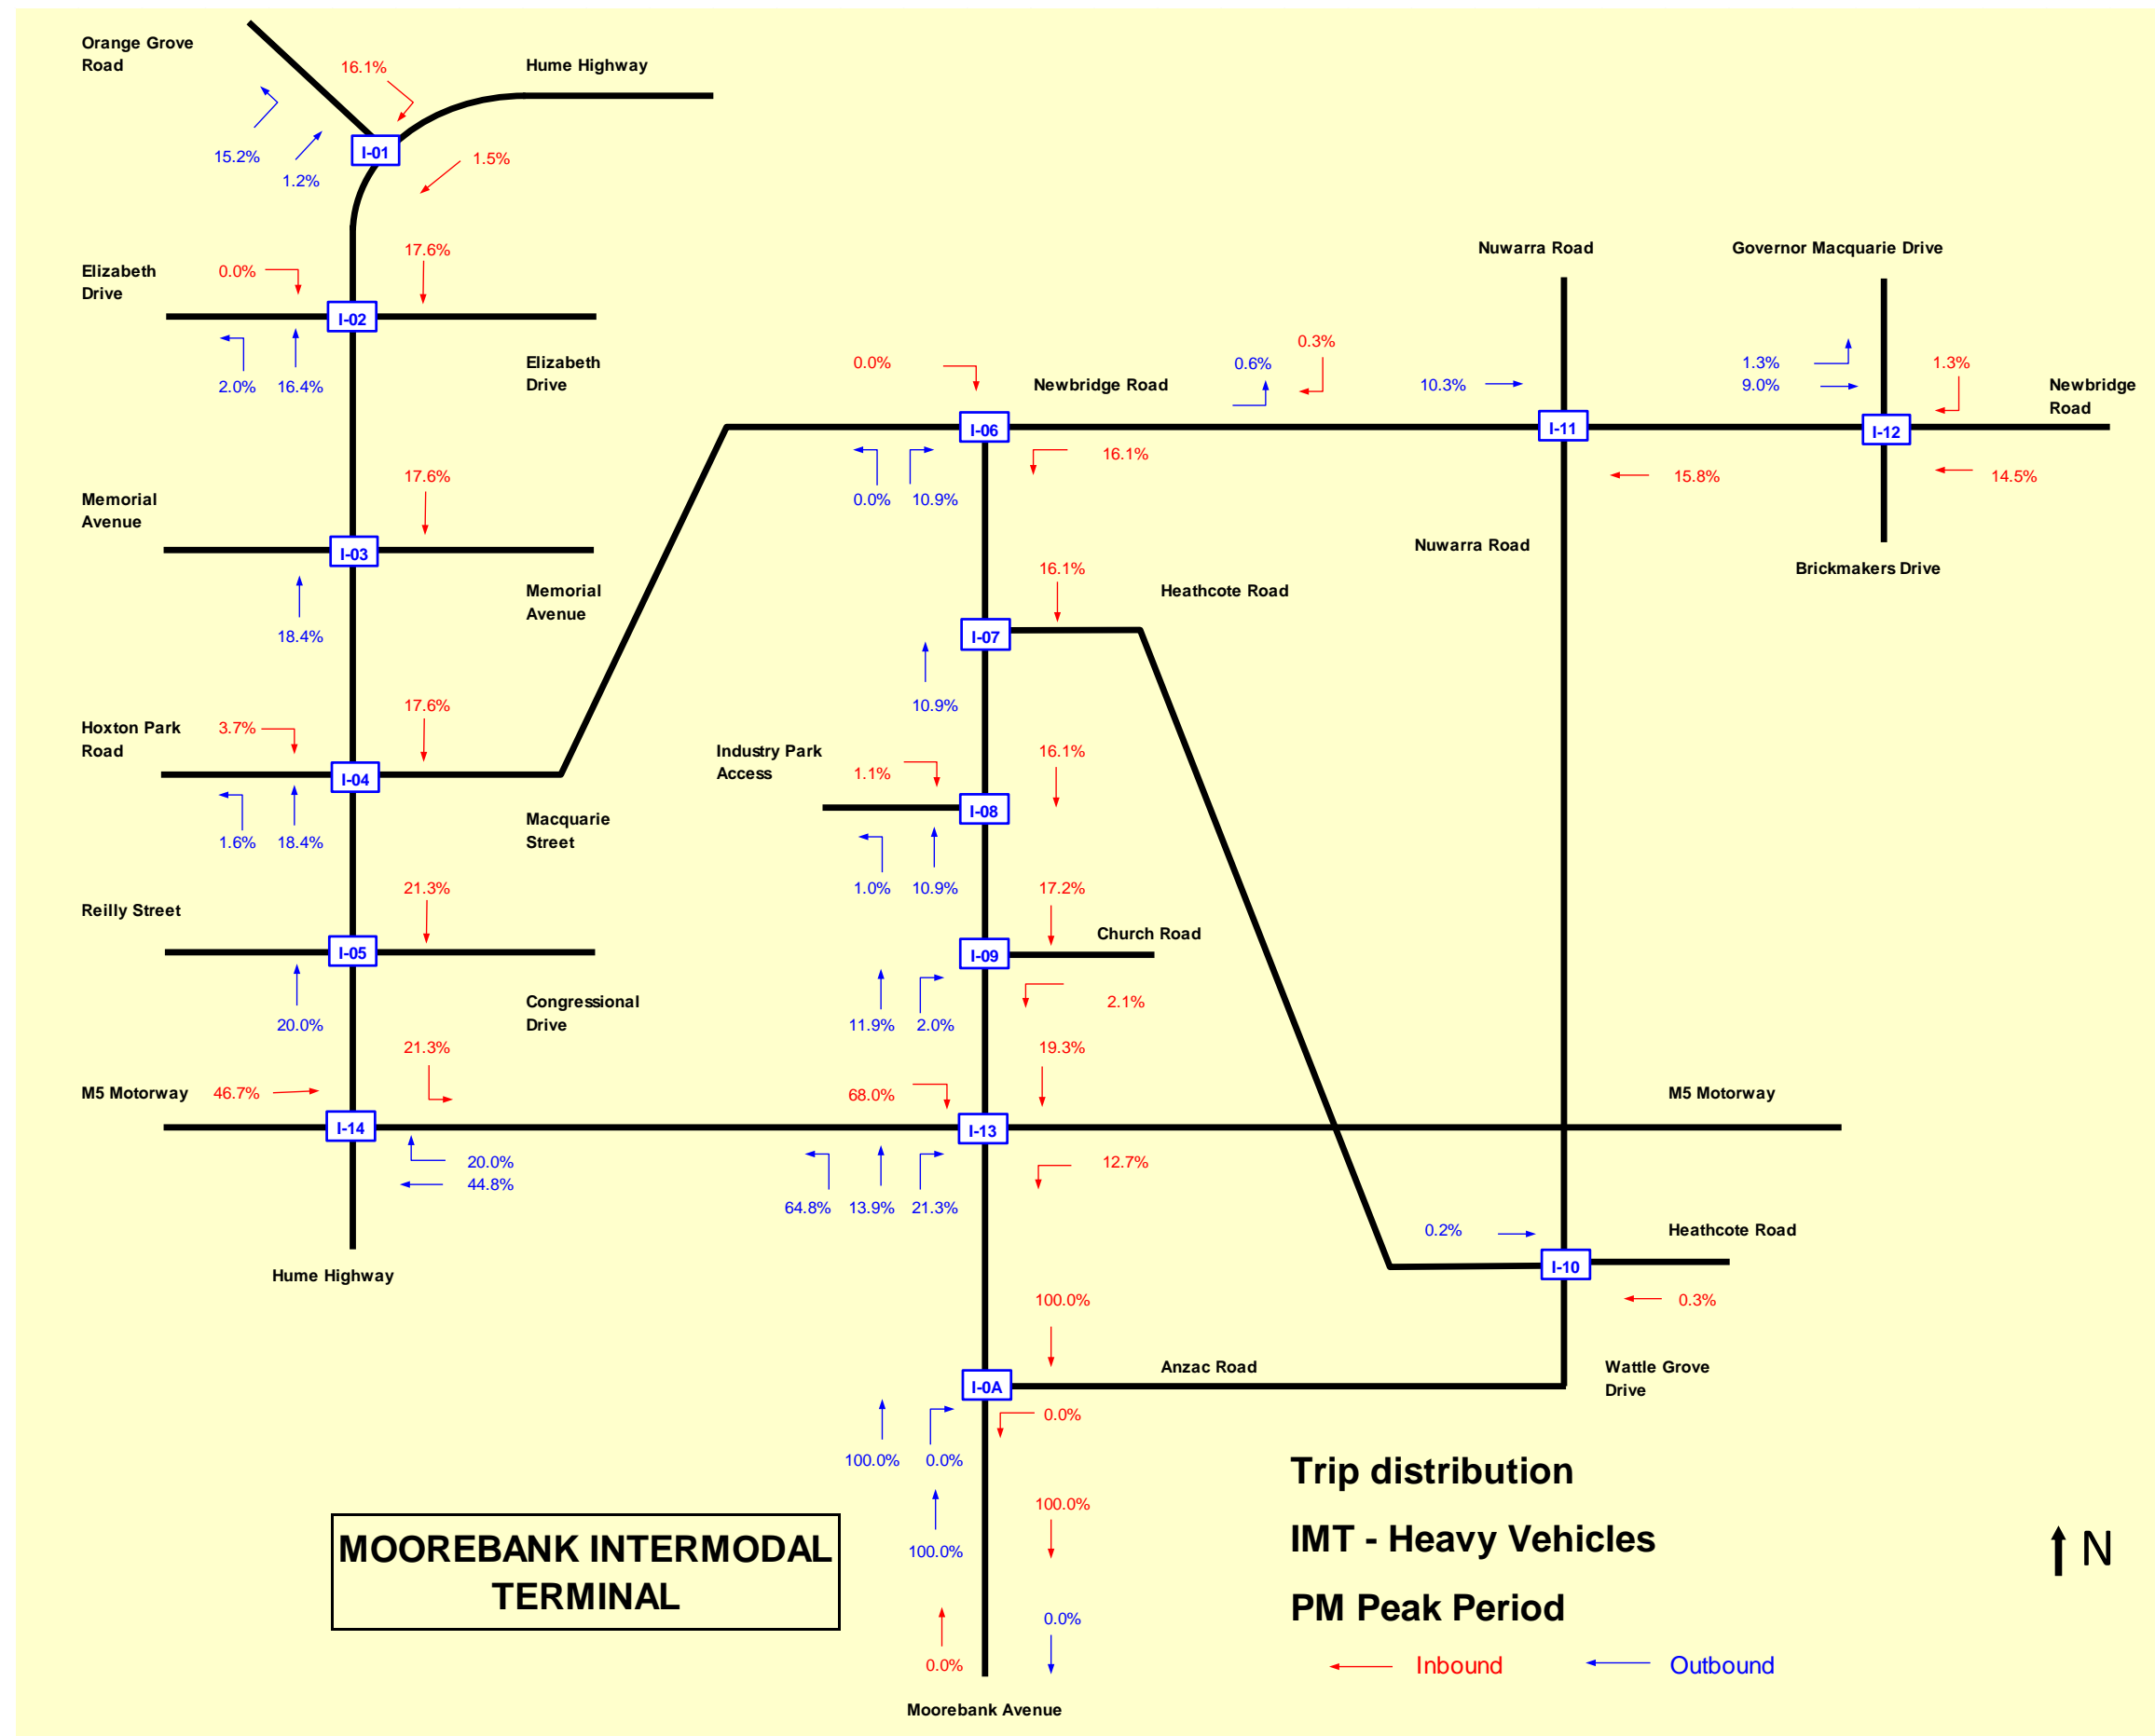 Orange Grove
Road
16.1%
Hume Highway
I-01
15.2%
1.2%
1.5%
17.6%
Elizabeth
Drive
0.0%
I-02
2.0%
16.4%
Elizabeth
Drive
17.6%
Memorial
Avenue
I-03
18.4%
Memorial
Avenue
17.6%
Hoxton Park
Road
3.7%
I-04
1.6%
18.4%
Macquarie
Street
21.3%
Reilly Street
I-05
20.0%
Congressional
Drive
21.3%
M5 Motorway
46.7%
I-14
20.0%
44.8%
Hume Highway
0.0%
Newbridge Road
I-06
0.0%
10.9%
16.1%
0.6%
0.3%
Nuwarra Road
10.3%
I-11
15.8%
Nuwarra Road
Governor Macquarie Drive
1.3%
9.0%
1.3%
Newbridge
Road
I-12
14.5%
Brickmakers Drive
16.1%
Heathcote Road
I-07
10.9%
Industry Park
Access
1.1%
16.1%
I-08
1.0%
10.9%
17.2%
Church Road
I-09
11.9%
2.0%
2.1%
19.3%
68.0%
I-13
M5 Motorway
64.8%
13.9%
21.3%
12.7%
0.2%
Heathcote Road
I-10
0.3%
100.0%
Anzac Road
Wattle Grove
Drive
I-0A
0.0%
100.0%
0.0%
100.0%
100.0%
0.0%
0.0%
Moorebank Avenue
MOOREBANK INTERMODAL
TERMINAL
Trip distribution
IMT - Heavy Vehicles
PM Peak Period
Inbound
Outbound
N